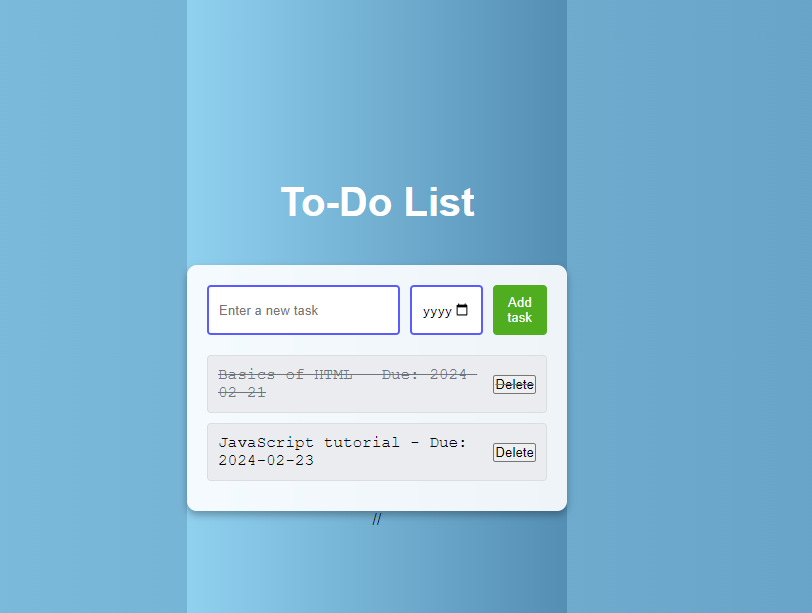 To-Do List
Enter a new task
yyyy
Add
task
Basics of HTML - Due: 2024-
02-21
Delete
JavaScript tutorial - Due:
2024-02-23
Delete
//